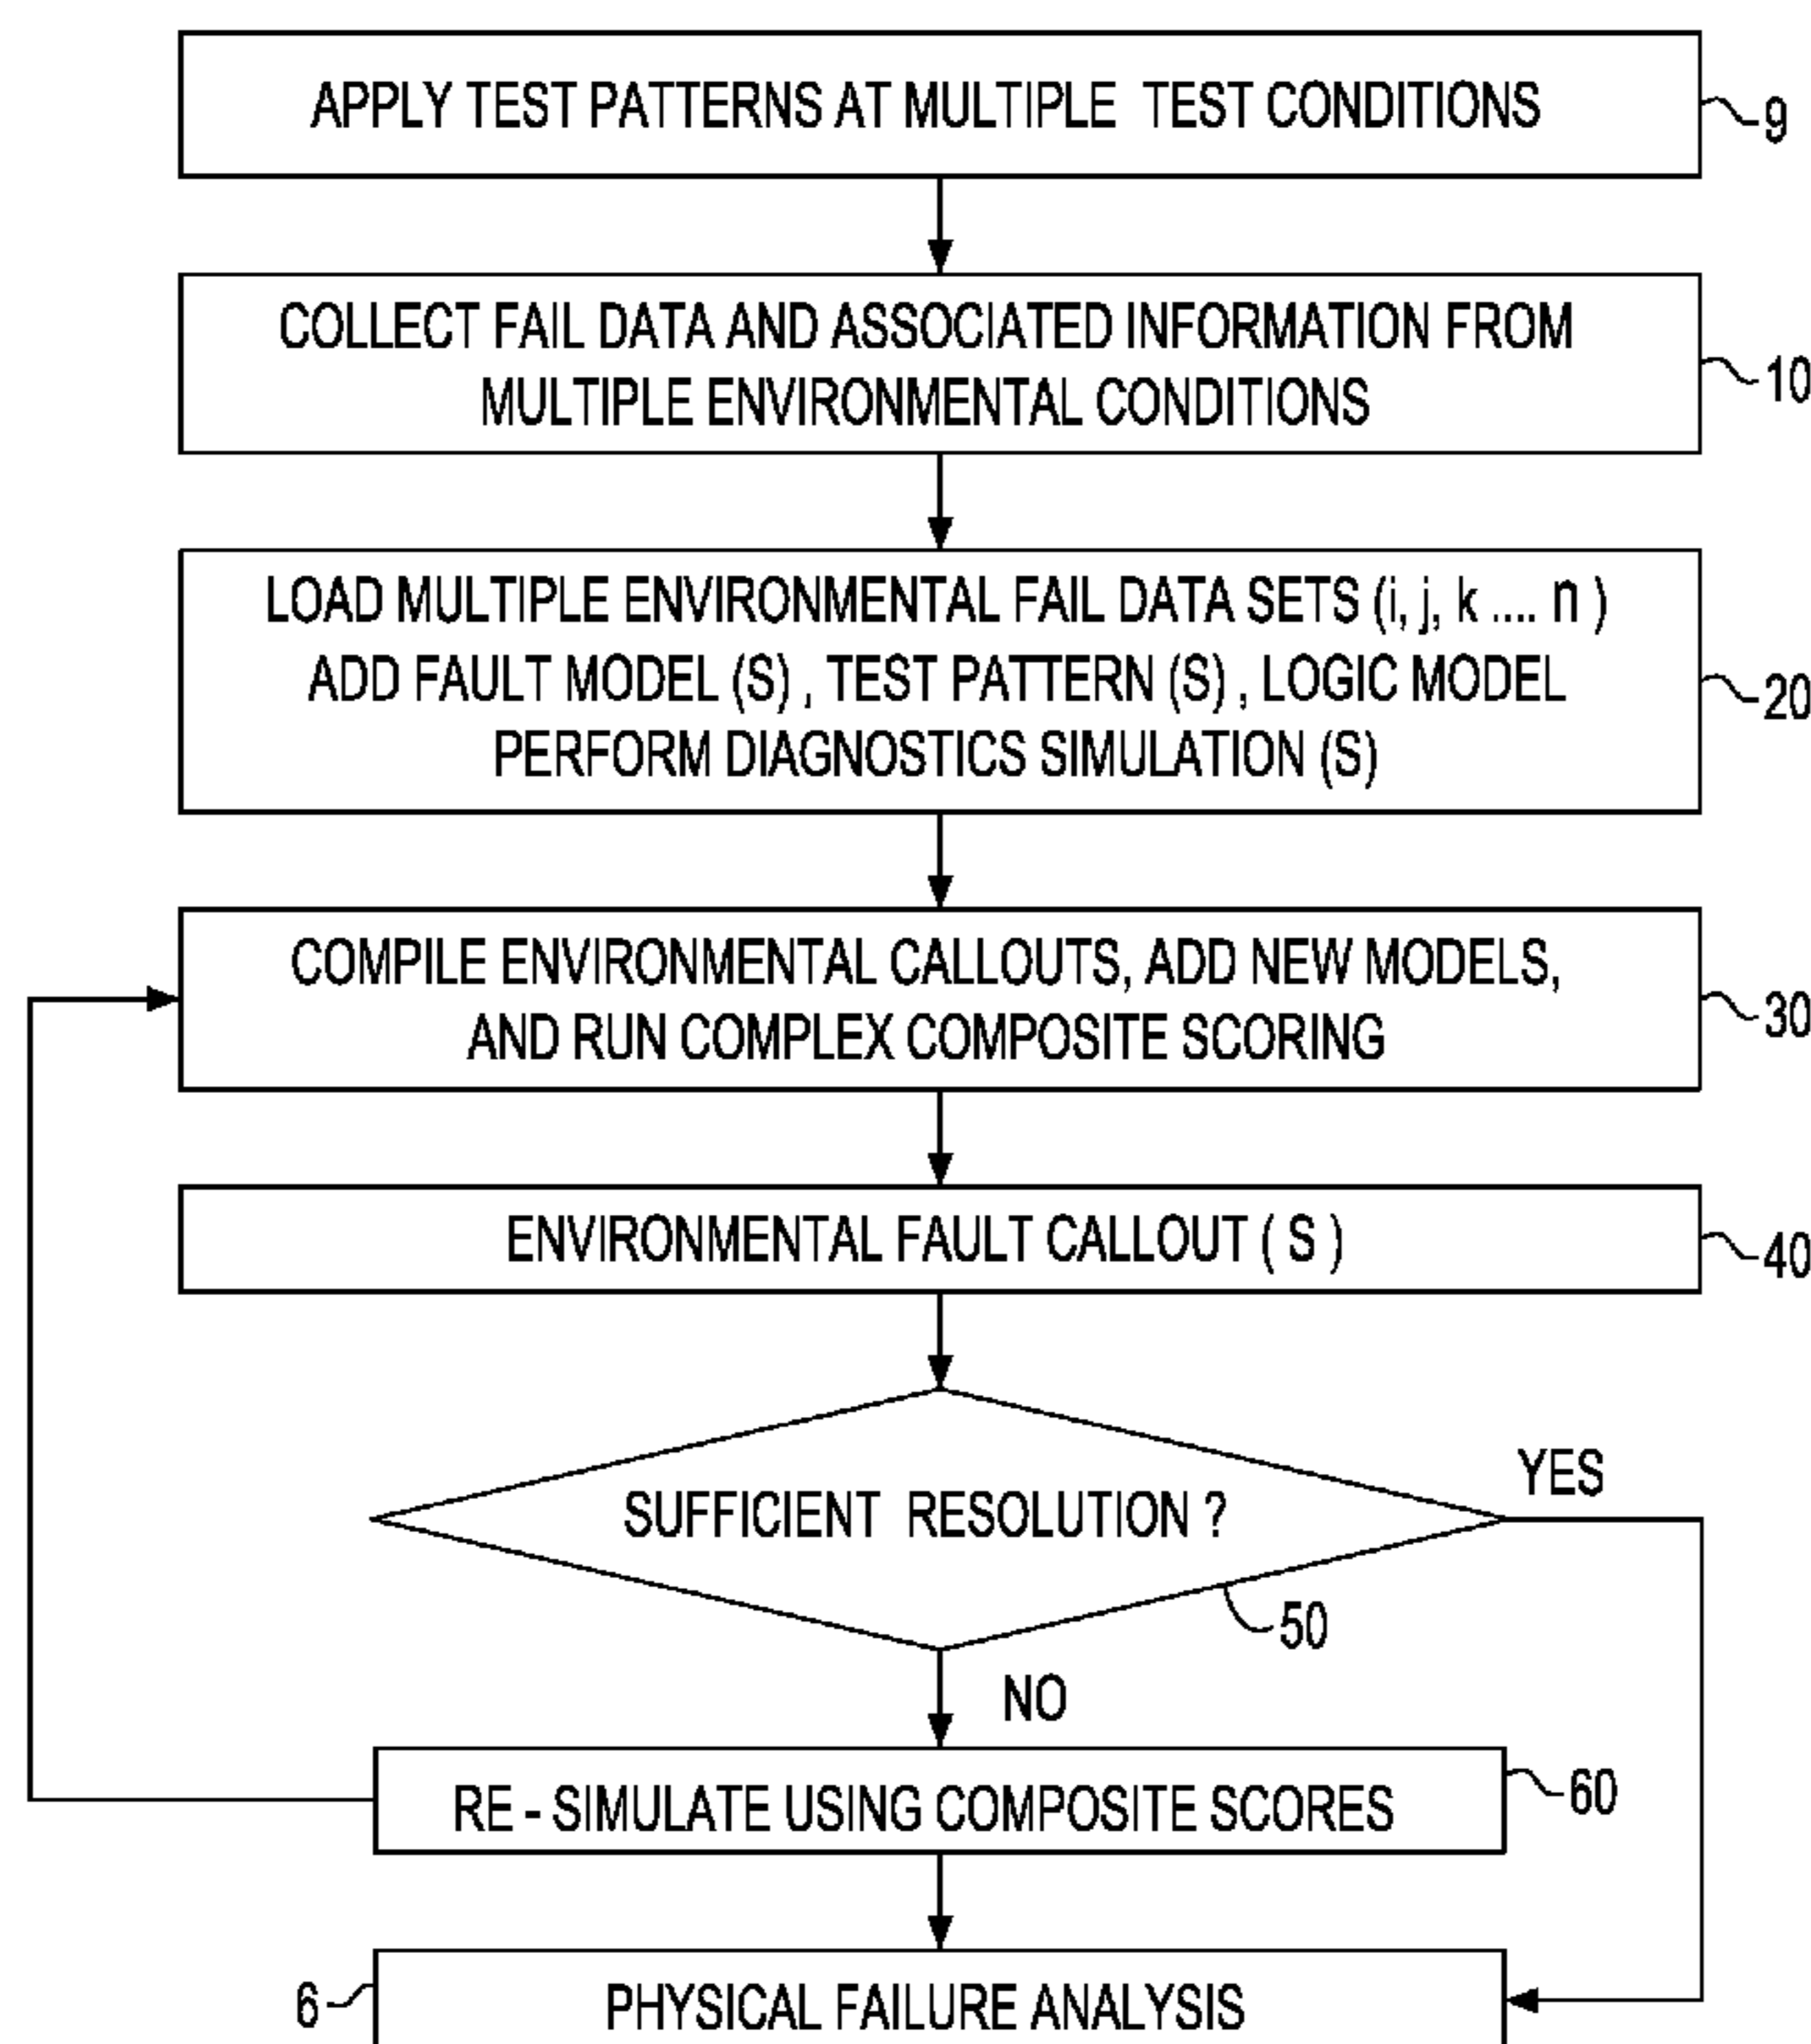 APPLY TEST PATTERNS AT MULTIPLE TEST CONDITIONS
9
COLLECT FAIL DATA AND ASSOCIATED INFORMATION FROM
MULTIPLE ENVIRONMENTAL CONDITIONS
10
LOAD MULTIPLE ENVIRONMENTAL FAIL DATA SETS (i, j, k .... n )
ADD FAULT MODEL (S) , TEST PATTERN (S) , LOGIC MODEL
PERFORM DIAGNOSTICS SIMULATION (S)
20
COMPILE ENVIRONMENTAL CALLOUTS, ADD NEW MODELS,
AND RUN COMPLEX COMPOSITE SCORING
30
ENVIRONMENTAL FAULT CALLOUT ( S )
40
SUFFICIENT RESOLUTION ?
YES
50
NO
RE - SIMULATE USING COMPOSITE SCORES
60
6
PHYSICAL FAILURE ANALYSIS